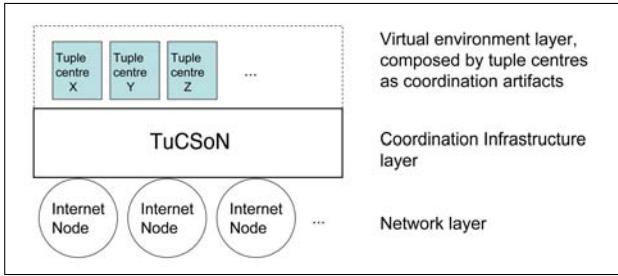 Tuple
centre
X
Tuple
centre
Y
Tuple
centre
Z
...
Virtual environment layer,
composed by tuple centres
as coordination artifacts
TuCSoN
Coordination Infrastructure
layer
Internet
Node
Internet
Node
Internet
Node
...
Network layer